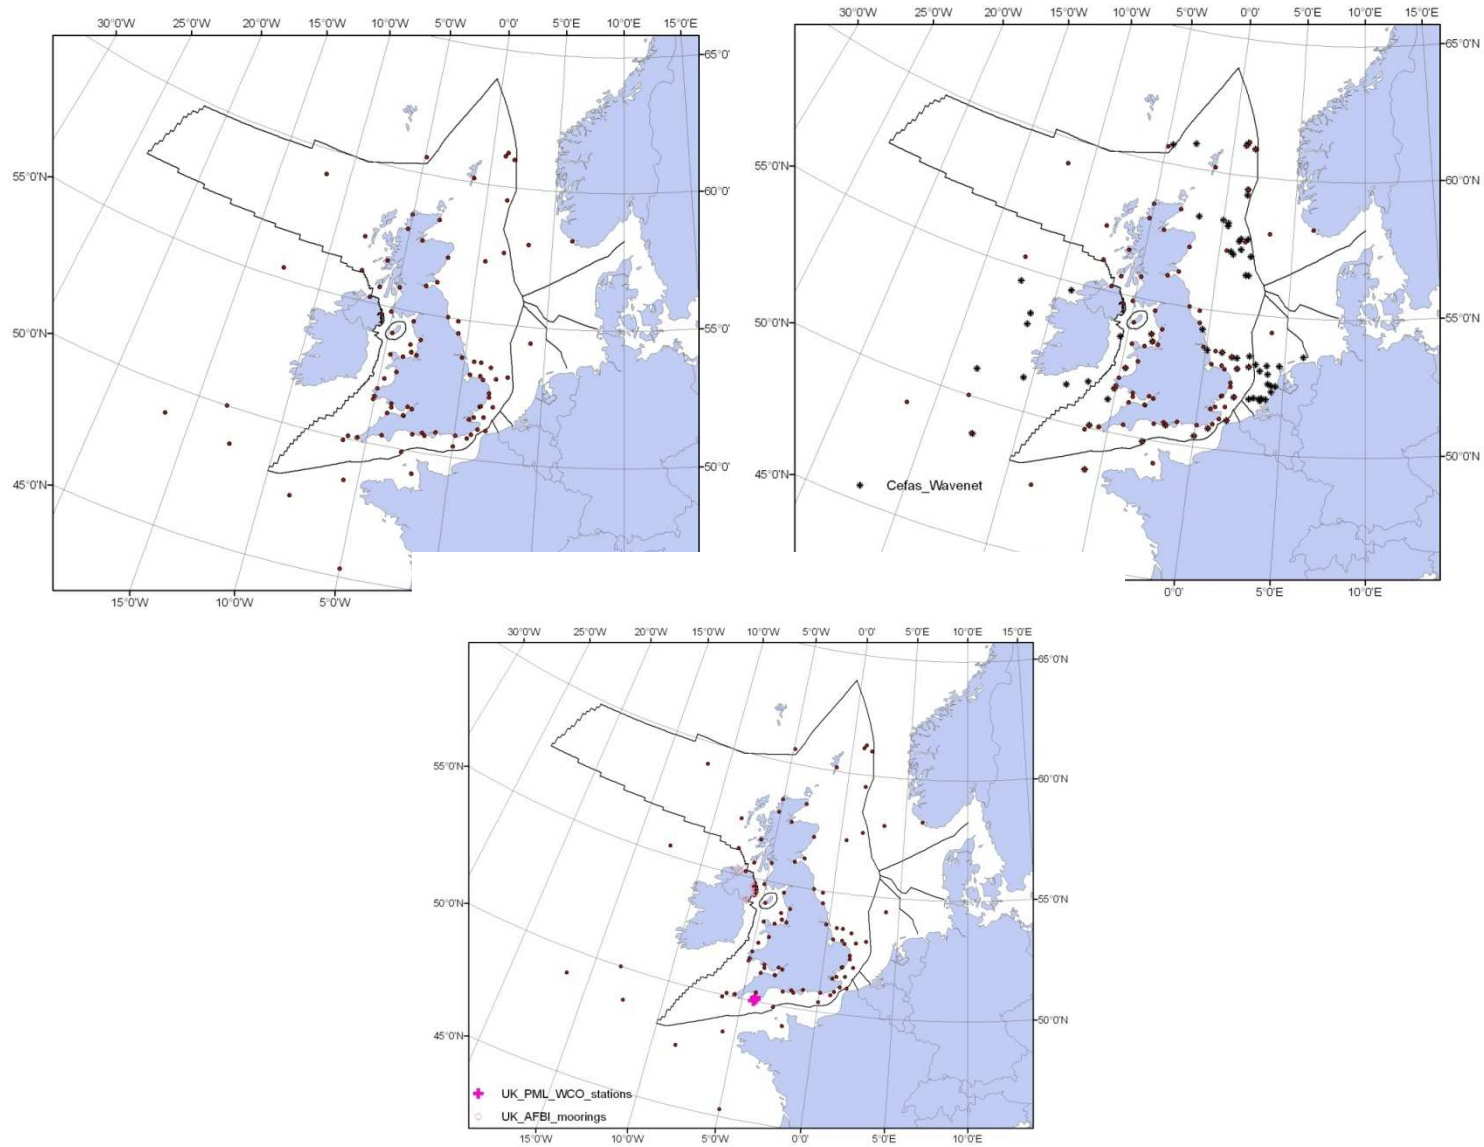 30°0'W 25°0'W 20°0'W 15°0'W 10°0'W 5°0'W 0°0' 5°0'E 10°0'E 15°0'E
65°0'
55°0'N
60°0'
50°0'N
55°0'
45°0'N
50°0'
15°0'W 10°0'W 5°0'W
30°0'W 25°0'W 20°0'W 15°0'W 10°0'W 5°0'W 0°0'E 5°0'E 10°0'E 15°0'E
65°0'N
55°0'N
60°0'N
50°0'N
55°0'N
45°0'N
50°0'N
Cefas_Wavenet
0°0' 5°0'E 10°0'E
30°0'W 25°0'W 20°0'W 15°0'W 10°0'W 5°0'W 0°0'E 5°0'E 10°0'E 15°0'E
65°0'N
55°0'N
60°0'N
50°0'N
55°0'N
45°0'N
50°0'N
UK_PML_WCO_stations
UK_AFBI_moorings
15°0'W 10°0'W 5°0'W 0°0'E 5°0'E 10°0'E